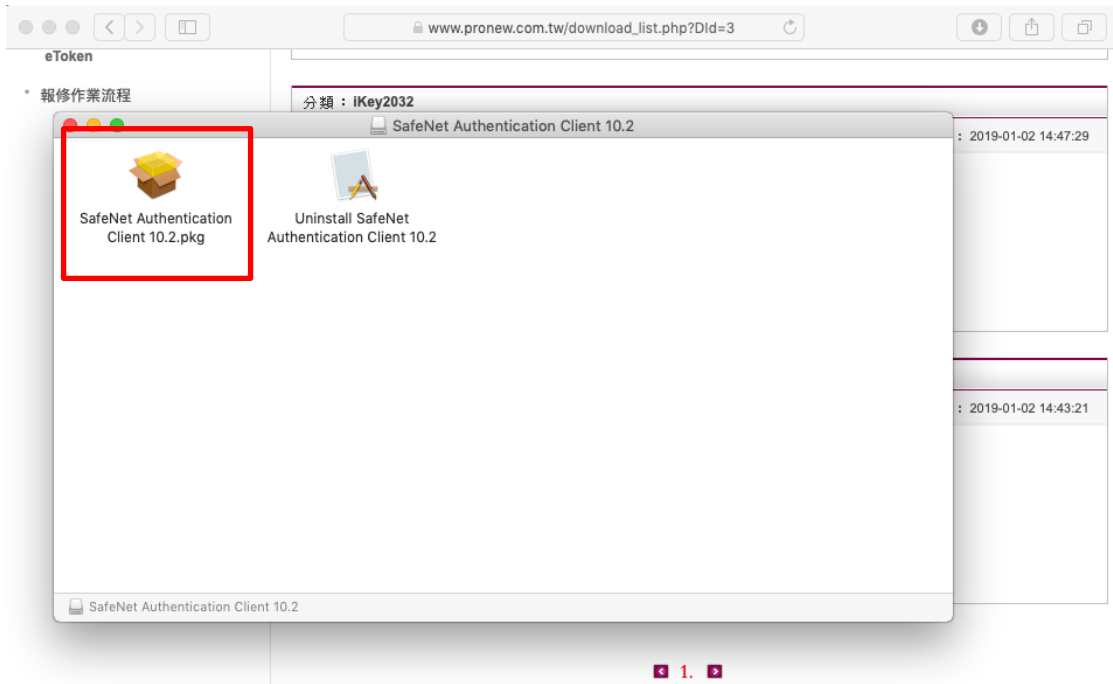 www.pronew.com.tw/download_list.php?DId=3
eToken
報修作業流程
分類：iKey2032
SafeNet Authentication Client 10.2
: 2019-01-02 14:47:29
SafeNet Authentication
Client 10.2.pkg
Uninstall SafeNet
Authentication Client 10.2
: 2019-01-02 14:43:21
SafeNet Authentication Client 10.2
1.